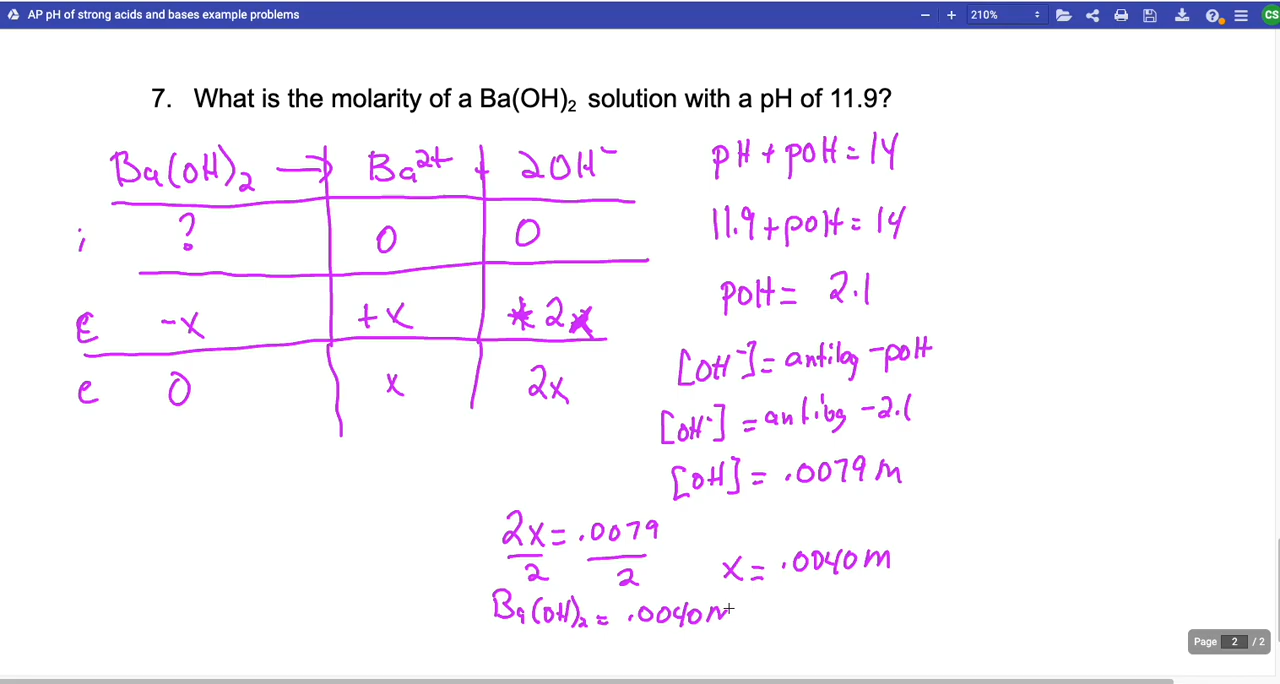 AP pH of strong acids and bases example problems
− + 210%
CS
7. What is the molarity of a Ba(OH)₂ solution with a pH of 11.9?
Ba(OH)₂ → Ba²⁺ + 2OH⁻
i ? 0 0
c -x +x 2x
e 0 x 2x
pH + pOH = 14
11.9 + pOH = 14
pOH = 2.1
[OH⁻] = antilog -pOH
[OH⁻] = antilog -2.1
[OH] = .0079 M
2x = .0079
2 2
x = .0040 M
Ba(OH)₂ = .0040 M
Page 2 / 2